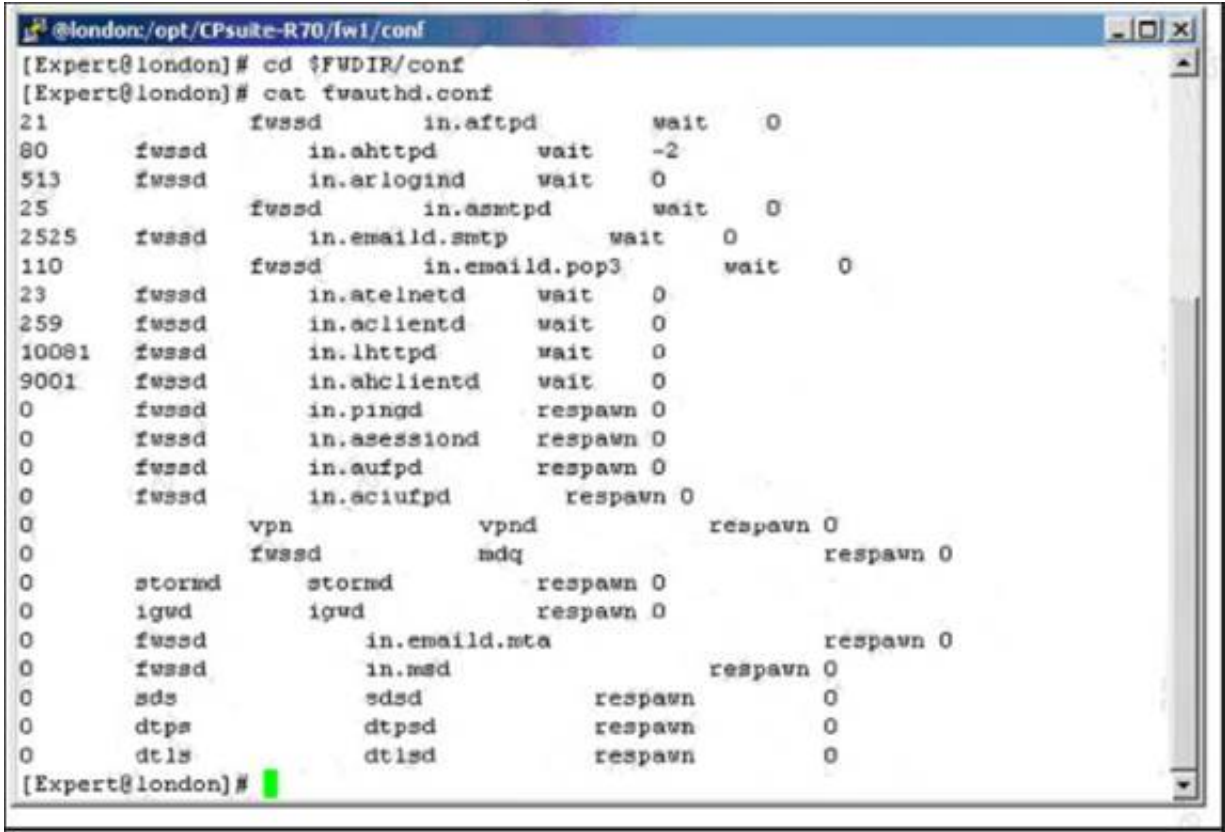 @london:/opt/CPsuite-R70/fw1/conf
[Expert@london]# cd $FWDIR/conf
[Expert@london]# cat fwauthd.conf
21 fwssd in.aftpd wait 0
80 fwssd in.ahttpd wait -2
513 fwssd in.arlogind wait 0
25 fwssd in.asmtpd wait 0
2525 fwssd in.emaild.smtp wait 0
110 fwssd in.emaild.pop3 wait 0
23 fwssd in.atelnetd wait 0
259 fwssd in.aclientd wait 0
10081 fwssd in.lhttpd wait 0
9001 fwssd in.ahclientd wait 0
0 fwssd in.pingd respawn 0
0 fwssd in.asessiond respawn 0
0 fwssd in.aufpd respawn 0
0 fwssd in.aciufpd respawn 0
0 vpn vpnd respawn 0
0 fwssd mdq respawn 0
0 stormd stormd respawn 0
0 igwd igwd respawn 0
0 fwssd in.emaild.mta respawn 0
0 fwssd in.msd respawn 0
0 sds sdsd respawn 0
0 dtps dtpsd respawn 0
0 dtls dtlsd respawn 0
[Expert@london]#